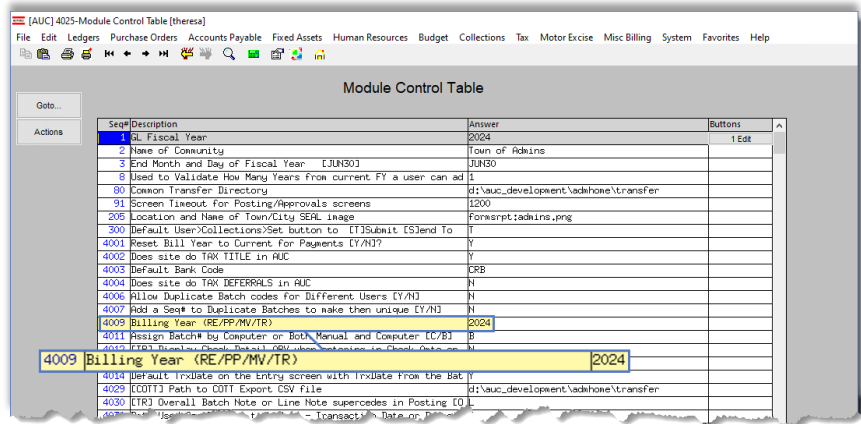 [AUC] 4025-Module Control Table [theresa]
File Edit Ledgers Purchase Orders Accounts Payable Fixed Assets Human Resources Budget Collections Tax Motor Excise Misc Billing System Favorites Help
Module Control Table
Goto...
Actions
Seq# Description Answer Buttons
1 GL Fiscal Year 2024 1 Edit
2 Name of Community Town of Admins
3 End Month and Day of Fiscal Year [JUN30] JUN30
8 Used to Validate How Many Years from current FY a user can ad 1
80 Common Transfer Directory d:\auc_development\admhome\transfer
91 Screen Timeout for Posting/Approvals screens 1200
205 Location and Name of Town/City SEAL image formsrpt:admins.png
300 Default User>Collections>Set button to [T]Submit [S]end To T
4001 Reset Bill Year to Current for Payments [Y/N]? Y
4002 Does site do TAX TITLE in AUC Y
4003 Default Bank Code CRB
4004 Does site do TAX DEFERRALS in AUC N
4006 Allow Duplicate Batch codes for Different Users [Y/N] N
4007 Add a Seq# to Duplicate Batches to make then unique [Y/N] N
4009 Billing Year (RE/PP/MV/TR) 2024
4011 Assign Batch# by Computer or Both Manual and Computer [C/B] B
4009 Billing Year (RE/PP/MV/TR) 2024
4014 Default TrxDate on the Entry screen with TrxDate from the Bat Y
4029 [COTT] Path to COTT Export CSV file d:\auc_development\admhome\transfer
4030 [TR] Overall Batch Note or Line Note supercedes in Posting [O L